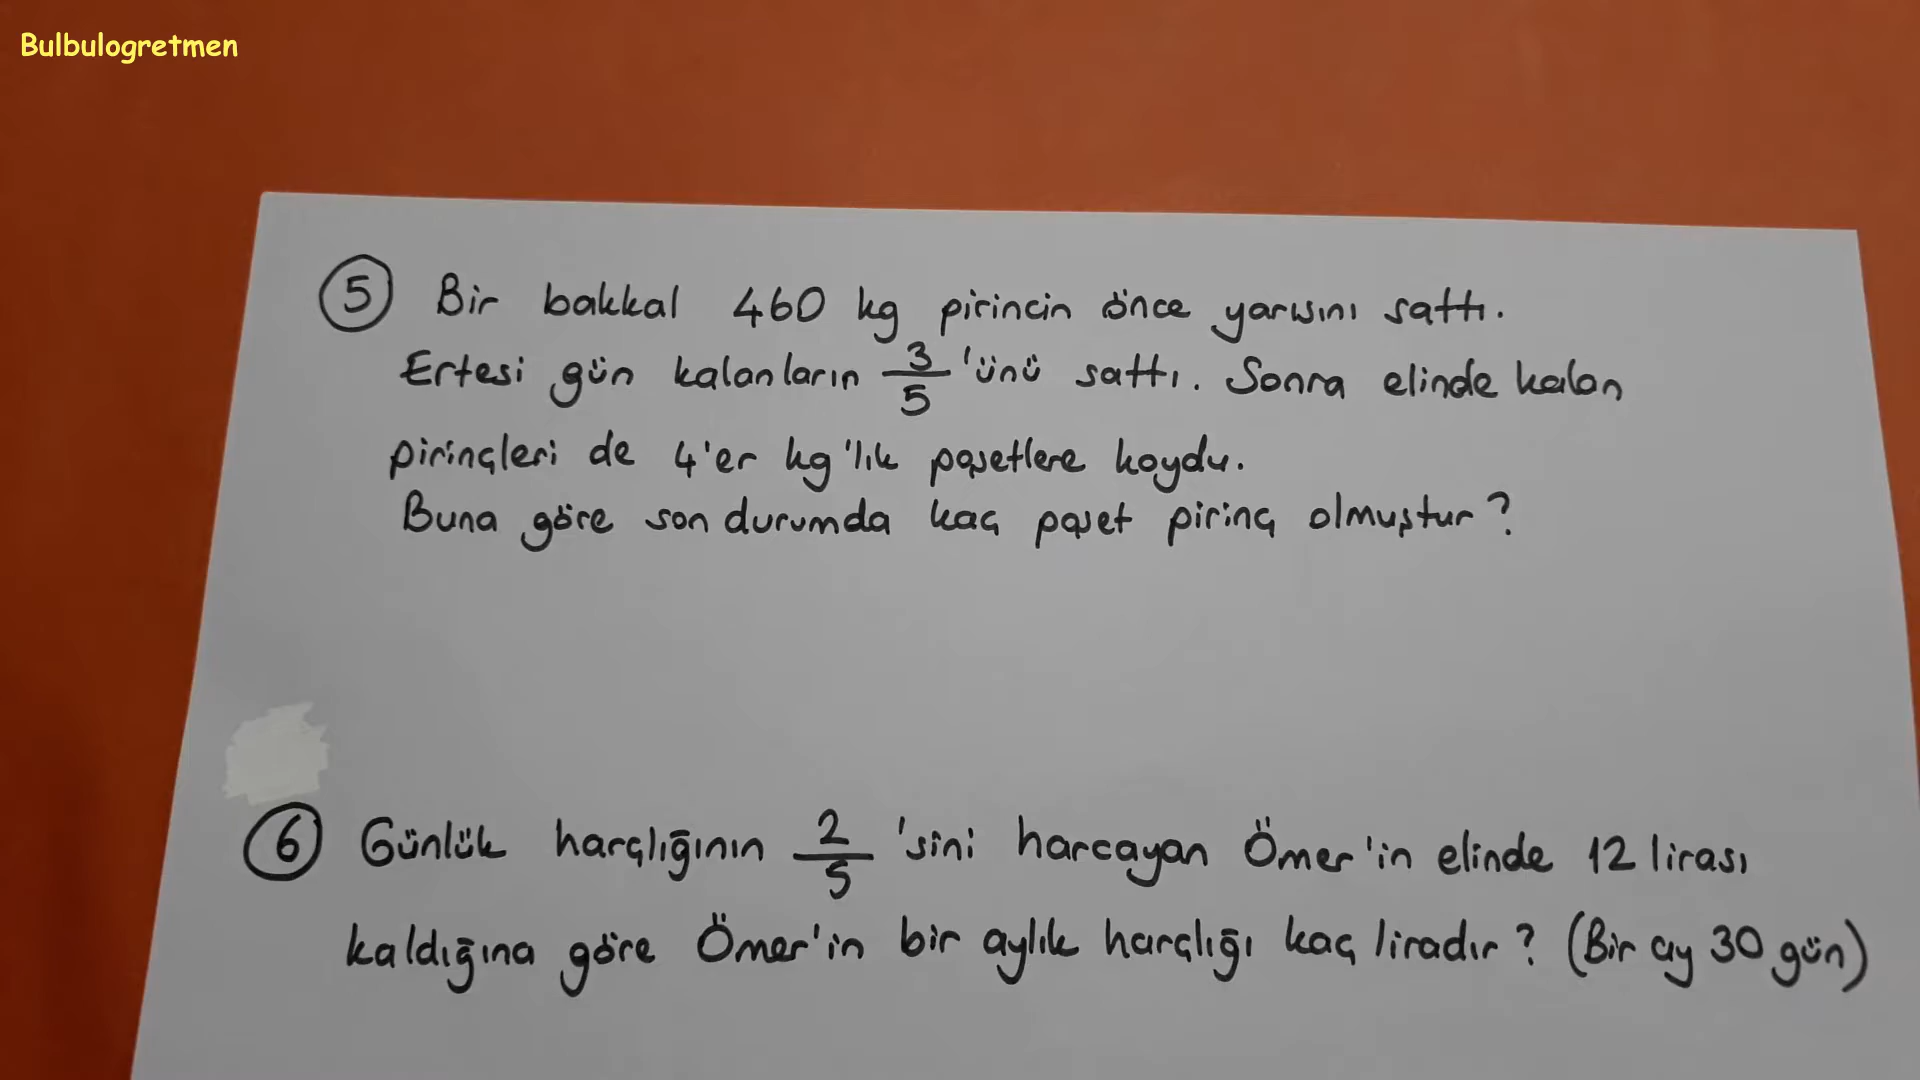 Bulbulogretmen
5 Bir bakkal 460 kg pirincin önce yarısını sattı.
Ertesi gün kalanların 3/5 'ünü sattı. Sonra elinde kalan
pirinçleri de 4'er kg'lık poşetlere koydu.
Buna göre son durumda kaç poşet pirinç olmuştur?
6 Günlük harçlığının 2/5 'sini harcayan Ömer'in elinde 12 lirası
kaldığına göre Ömer'in bir aylık harçlığı kaç liradır? (Bir ay 30 gün)